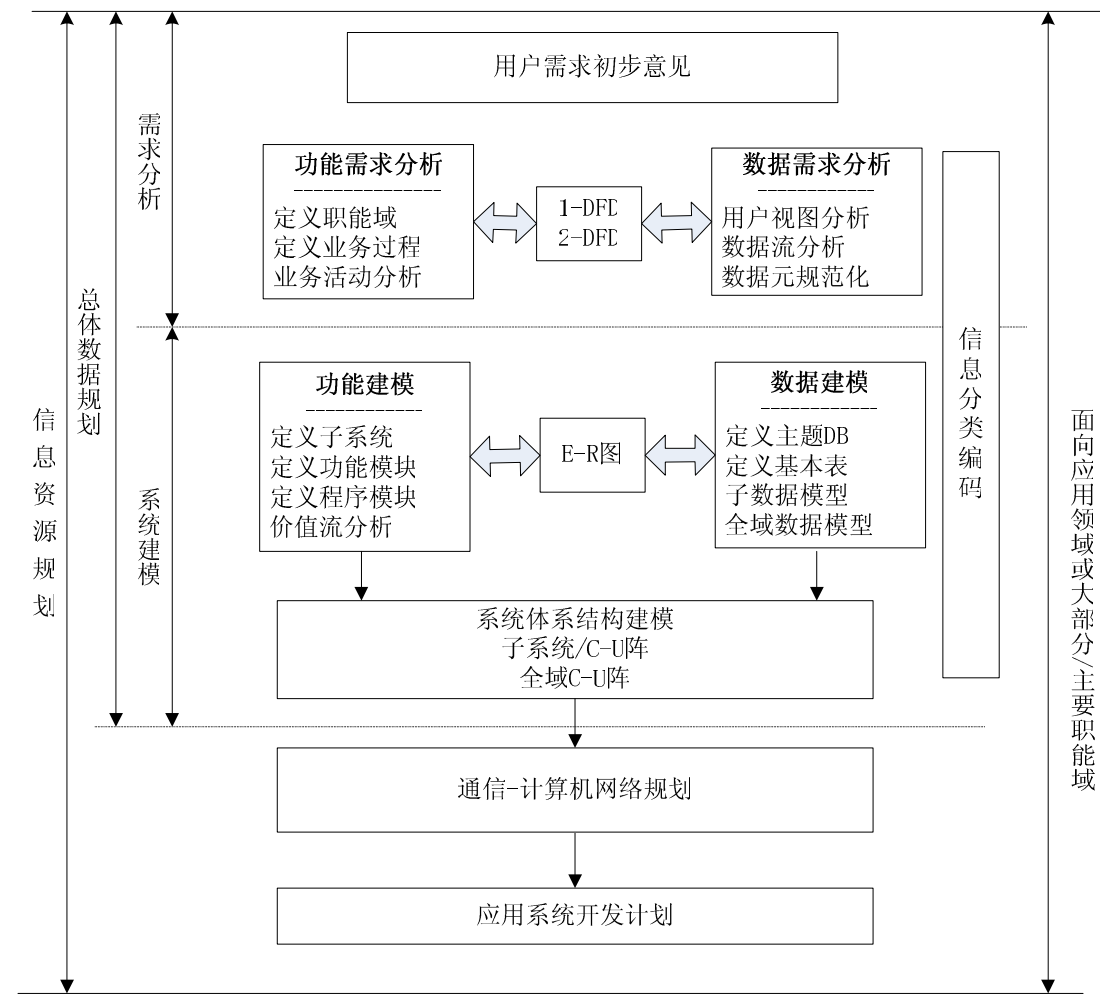 用户需求初步意见
需求分析
功能需求分析
定义职能域
定义业务过程
业务活动分析
1-DFD
2-DFD
数据需求分析
用户视图分析
数据流分析
数据元规范化
总体数据规划
信息分类编码
信息资源规划
面向应用领域或大部分/主要职能域
系统建模
功能建模
定义子系统
定义功能模块
定义程序模块
价值流分析
E-R图
数据建模
定义主题DB
定义基本表
子数据模型
全域数据模型
系统体系结构建模
子系统/C-U阵
全域C-U阵
通信-计算机网络规划
应用系统开发计划